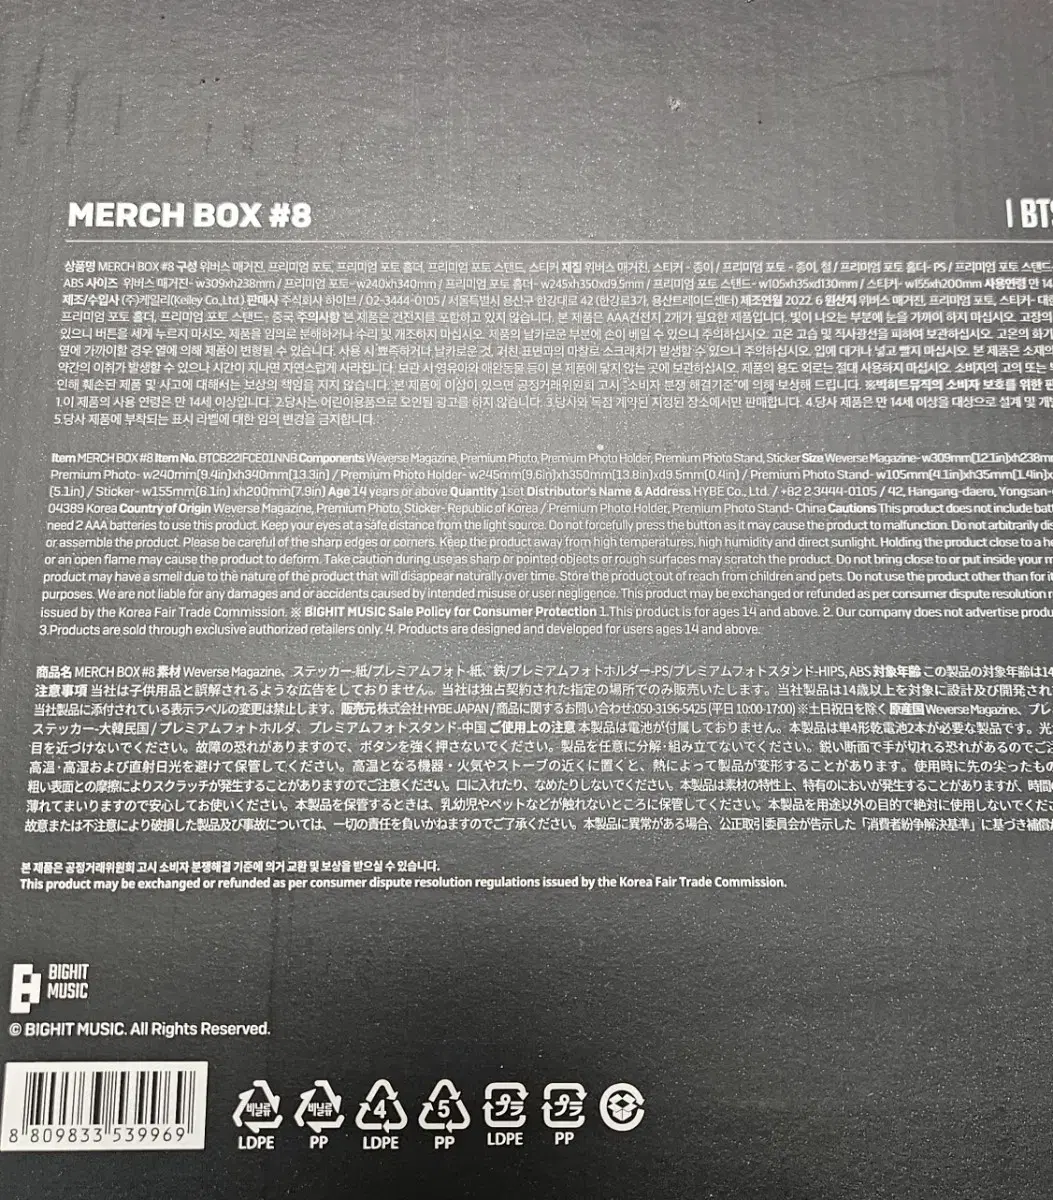 MERCH BOX #8
| BTS
상품명 MERCH BOX #8 구성 위버스 매거진, 프리미엄 포토, 프리미엄 포토 홀더, 프리미엄 포토 스탠드, 스티커 재질 위버스 매거진, 스티커 - 종이 / 프리미엄 포토 - 종이, 철 / 프리미엄 포토 홀더- PS / 프리미엄 포토 스탠드
ABS 사이즈 위버스 매거진- w309xh238mm / 프리미엄 포토- w240xh340mm / 프리미엄 포토 홀더- w245xh350xd9.5mm / 프리미엄 포토 스탠드- w105xh35xd130mm / 스티커- w155xh200mm 사용연령 만 14
제조/수입사 (주)케일리(Keiley Co., Ltd.) 판매사 주식회사 하이브 / 02-3444-0105 / 서울특별시 용산구 한강대로 42 (한강로3가, 용산트레이드센터) 제조연월 2022. 6 원산지 위버스 매거진, 프리미엄 포토, 스티커- 대한
프리미엄 포토 홀더, 프리미엄 포토 스탠드- 중국 주의사항 본 제품은 건전지를 포함하고 있지 않습니다. 본 제품은 AAA건전지 2개가 필요한 제품입니다. 빛이 나오는 부분에 눈을 가까이 하지 마십시오. 고장의
있으니 버튼을 세게 누르지 마시오. 제품을 임의로 분해하거나 수리 및 개조하지 마십시오. 제품의 날카로운 부분에 손이 베일 수 있으니 주의하십시오. 고온 고습 및 직사광선을 피하여 보관하십시오. 고온의 화기
옆에 가까이할 경우 열에 의해 제품이 변형될 수 있습니다. 사용 시 뾰족하거나 날카로운 것, 거친 표면과의 마찰로 스크래치가 발생할 수 있으니 주의하십시오. 입에 대거나 넣고 빨지 마십시오. 본 제품은 소재의
약간의 이취가 발생할 수 있으나 시간이 지나면 자연스럽게 사라집니다. 보관 시 영유아와 애완동물 등이 본 제품에 닿지 않는 곳에 보관하십시오. 제품의 용도 외로는 절대 사용하지 마십시오. 소비자의 고의 또는
인해 훼손된 제품 및 사고에 대해서는 보상의 책임을 지지 않습니다. 본 제품에 이상이 있으면 공정거래위원회 고시 "소비자 분쟁 해결기준"에 의해 보상해 드립니다. ※빅히트뮤직의 소비자 보호를 위한 판
1.이 제품의 사용 연령은 만 14세 이상입니다. 2.당사는 어린이용품으로 오인될 광고를 하지 않습니다. 3.당사와 독점 계약된 지정된 장소에서만 판매합니다. 4.당사 제품은 만 14세 이상을 대상으로 설계 및 개발
5.당사 제품에 부착되는 표시 라벨에 대한 임의 변경을 금지합니다.
Item MERCH BOX #8 Item No. BTCB22IFCE01NNB Components Weverse Magazine, Premium Photo, Premium Photo Holder, Premium Photo Stand, Sticker Size Weverse Magazine- w309mm(12.1in)xh238mm
Premium Photo- w240mm(9.4in)xh340mm(13.3in) / Premium Photo Holder- w245mm(9.6in)xh350mm(13.8in)xd9.5mm(0.4in) / Premium Photo Stand- w105mm(4.1in)xh35mm(1.4in)x
(5.1in) / Sticker- w155mm(6.1in) xh200mm(7.9in) Age 14 years or above Quantity 1set Distributor's Name & Address HYBE Co., Ltd. / +82 2 3444-0105 / 42, Hangang-daero, Yongsan-
04389 Korea Country of Origin Weverse Magazine, Premium Photo, Sticker- Republic of Korea / Premium Photo Holder, Premium Photo Stand- China Cautions This product does not include bat
need 2 AAA batteries to use this product. Keep your eyes at a safe distance from the light source. Do not forcefully press the button as it may cause the product to malfunction. Do not arbitrarily dis
or assemble the product. Please be careful of the sharp edges or corners. Keep the product away from high temperatures, high humidity and direct sunlight. Holding the product close to a he
or an open flame may cause the product to deform. Take caution during use as sharp or pointed objects or rough surfaces may scratch the product. Do not bring close to or put inside your m
product may have a smell due to the nature of the product that will disappear naturally over time. Store the product out of reach from children and pets. Do not use the product other than for it
purposes. We are not liable for any damages and or accidents caused by intended misuse or user negligence. This product may be exchanged or refunded as per consumer dispute resolution r
issued by the Korea Fair Trade Commission. ※ BIGHIT MUSIC Sale Policy for Consumer Protection 1.This product is for ages 14 and above. 2. Our company does not advertise produ
3.Products are sold through exclusive authorized retailers only. 4. Products are designed and developed for users ages 14 and above.
商品名 MERCH BOX #8 素材 Weverse Magazine、ステッカー-紙/プレミアムフォト-紙、鉄/プレミアムフォトホルダー-PS/プレミアムフォトスタンド-HIPS, ABS 対象年齢 この製品の対象年齢は14
注意事項 当社は子供用品と誤解されるような広告をしておりません。当社は独占契約された指定の場所でのみ販売いたします。当社製品は14歳以上を対象に設計及び開発され
当社製品に添付されている表示ラベルの変更は禁止します。販売元 株式会社 HYBE JAPAN / 商品に関するお問い合わせ:050-3196-5425 (平日 10:00-17:00) ※土日祝日を除く 原産国 Weverse Magazine、プレ
ステッカー-大韓民国 / プレミアムフォトホルダ、プレミアムフォトスタンド-中国 ご使用上の注意 本製品は電池が付属しておりません。本製品は単4形乾電池2本が必要な製品です。光
目を近づけないでください。故障の恐れがありますので、ボタンを強く押さないでください。製品を任意に分解·組み立てないでください。鋭い断面で手が切れる恐れがあるのでご注
高温·高湿および直射日光を避けて保管してください。高温となる機器・火気やストーブの近くに置くと、熱によって製品が変形することがあります。使用時に先の尖ったもの
粗い表面との摩擦によりスクラッチが発生することがありますのでご注意ください。口に入れたり、なめたりしないでください。本製品は素材の特性上、特有のにおいが発生することがありますが、時間の
薄れてまいりますので安心してお使いください。本製品を保管するときは、乳幼児やペットなどが触れないところに保管してください。本製品を用途以外の目的で絶対に使用しないでくださ
故意または不注意により破損した製品及び事故については、一切の責任を負いかねますのでご了承ください。本製品に異常がある場合、公正取引委員会が告示した「消費者紛争解決基準」に基づき補償
본 제품은 공정거래위원회 고시 소비자 분쟁해결 기준에 의거 교환 및 보상을 받으실 수 있습니다.
This product may be exchanged or refunded as per consumer dispute resolution regulations issued by the Korea Fair Trade Commission.
BIGHIT
MUSIC
© BIGHIT MUSIC. All Rights Reserved.
8 809833 539969
비닐류 LDPE
비닐류 PP
4 LDPE
5 PP
プラ LDPE
プラ PP